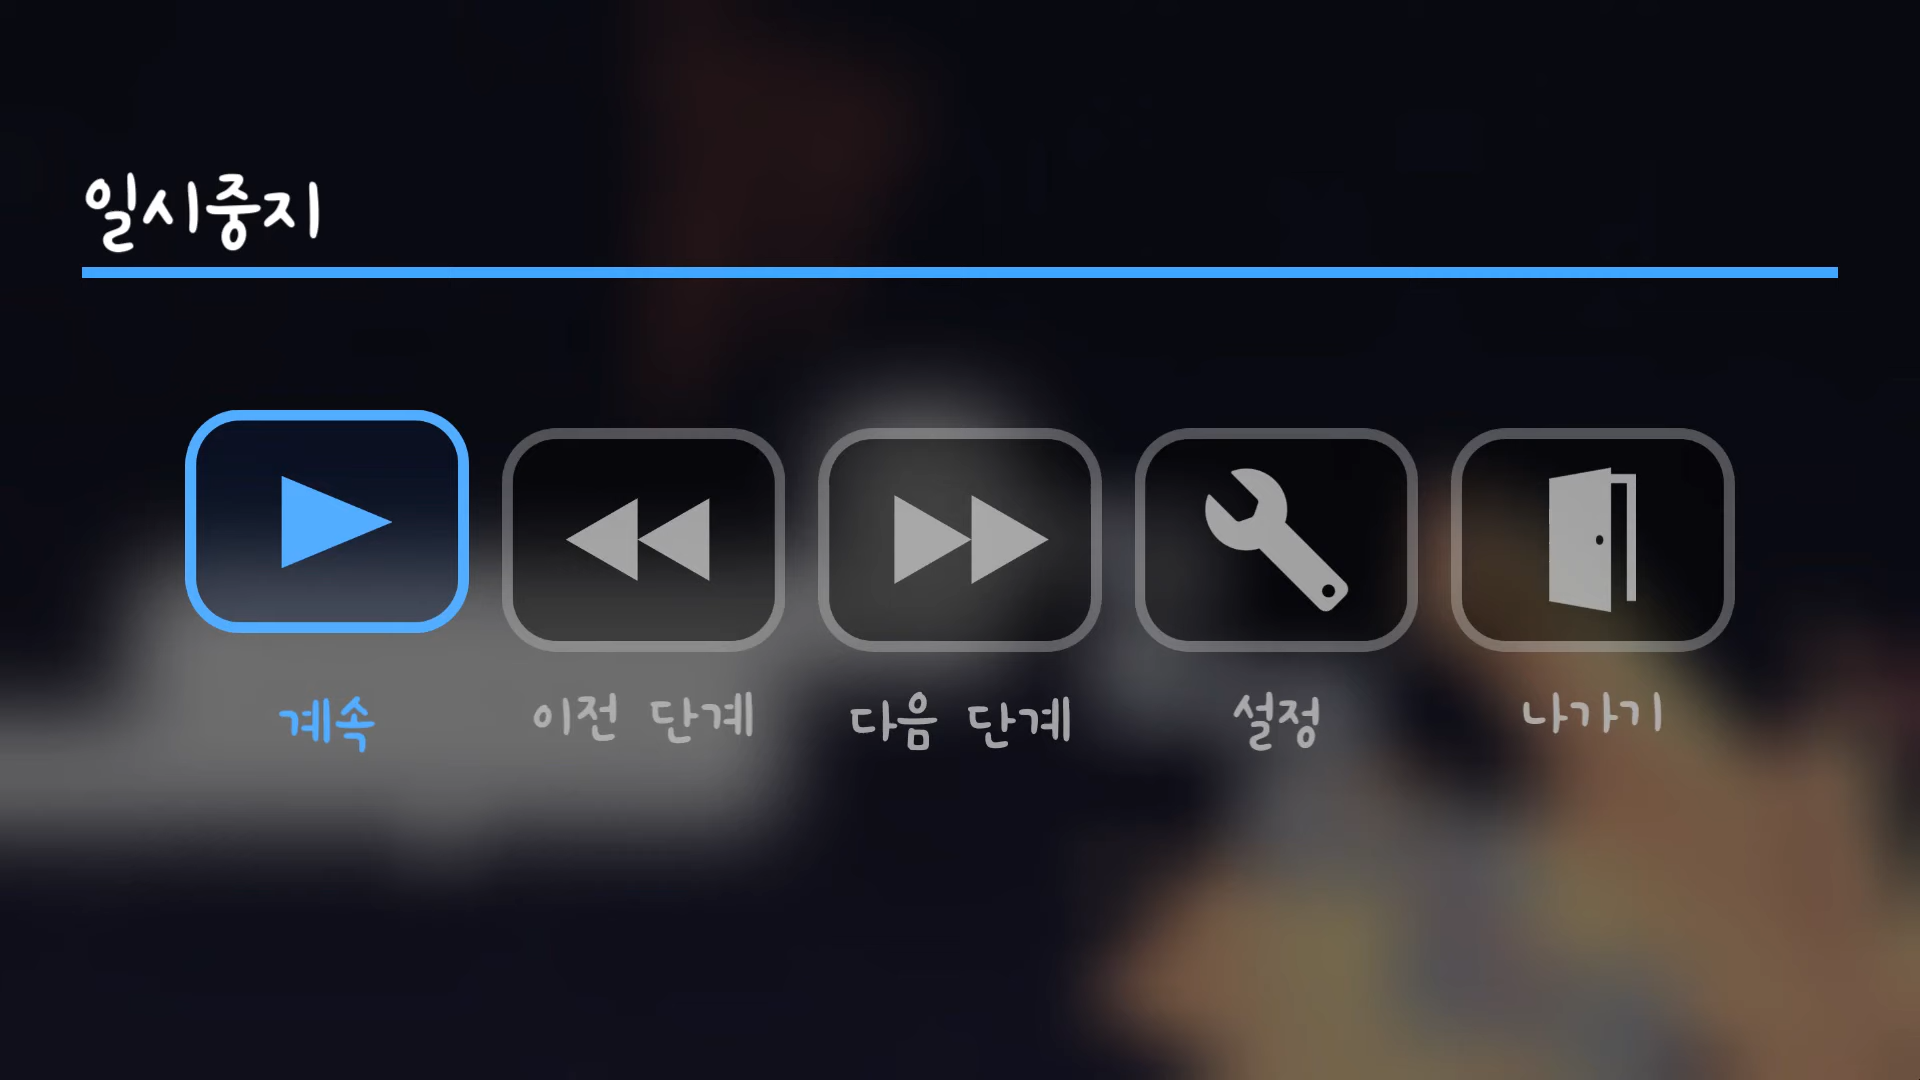 일시중지
계속
이전 단계
다음 단계
설정
나가기